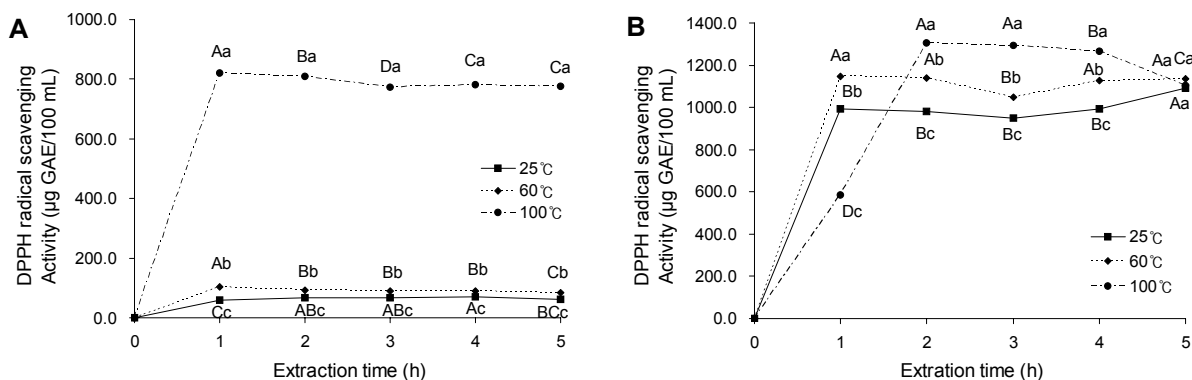 A
DPPH radical scavenging
Activity (μg GAE/100 mL)
1000.0
800.0
600.0
400.0
200.0
0.0
Aa
Ba
Da
Ca
Ca
25℃
60℃
100℃
Ab
Bb
Bb
Bb
Cb
Cc
ABc
ABc
Ac
BCc
0
1
2
3
4
5
Extraction time (h)
B
DPPH radical scavenging
Activity (μg GAE/100 mL)
1400.0
1200.0
1000.0
800.0
600.0
400.0
200.0
0.0
Aa
Aa
Ba
Aa
Ab
Bb
Ab
Aa
Ca
Bb
Bc
Bc
Bc
Aa
Dc
25℃
60℃
100℃
0
1
2
3
4
5
Extration time (h)